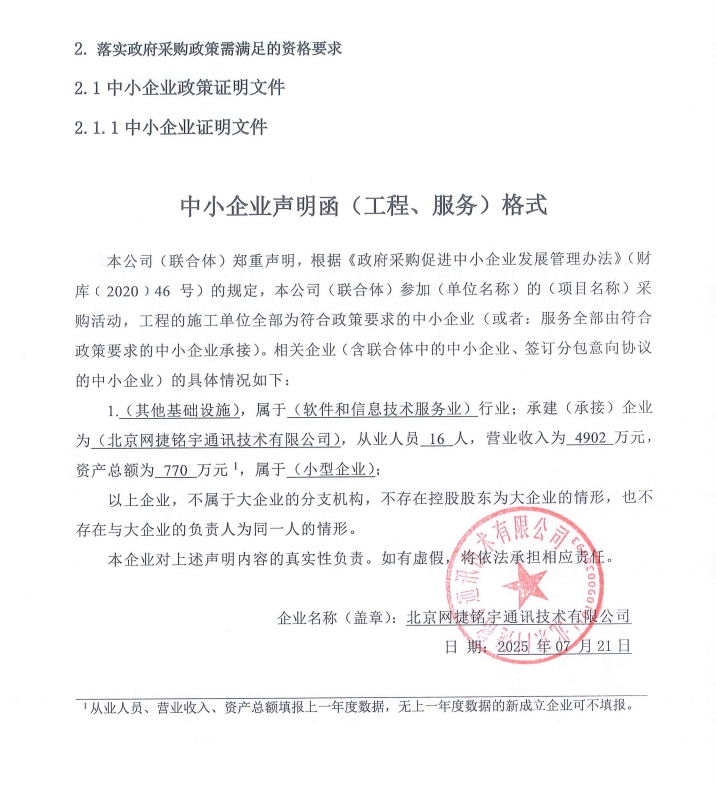 2. 落实政府采购政策需满足的资格要求
2.1 中小企业政策证明文件
2.1.1 中小企业证明文件
中小企业声明函（工程、服务）格式
本公司（联合体）郑重声明，根据《政府采购促进中小企业发展管理办法》（财
库﹝2020﹞46 号）的规定，本公司（联合体）参加（单位名称）的（项目名称）采
购活动，工程的施工单位全部为符合政策要求的中小企业（或者：服务全部由符合
政策要求的中小企业承接）。相关企业（含联合体中的中小企业、签订分包意向协议
的中小企业）的具体情况如下：
1.（其他基础设施），属于（软件和信息技术服务业）行业；承建（承接）企业
为（北京网捷铭宇通讯技术有限公司），从业人员 16 人，营业收入为 4902 万元，
资产总额为 770 万元¹，属于（小型企业）；
以上企业，不属于大企业的分支机构，不存在控股股东为大企业的情形，也不
存在与大企业的负责人为同一人的情形。
本企业对上述声明内容的真实性负责。如有虚假，将依法承担相应责任。
企业名称（盖章）：北京网捷铭宇通讯技术有限公司
日 期：2025 年 07 月 21 日
¹从业人员、营业收入、资产总额填报上一年度数据，无上一年度数据的新成立企业可不填报。